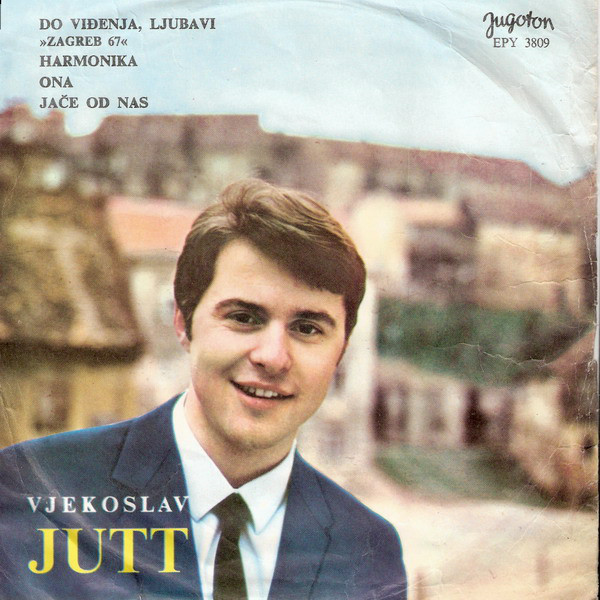 DO VIĐENJA, LJUBAVI
»ZAGREB 67«
HARMONIKA
ONA
JAČE OD NAS
Jugoton
EPY 3809
VJEKOSLAV
JUTT